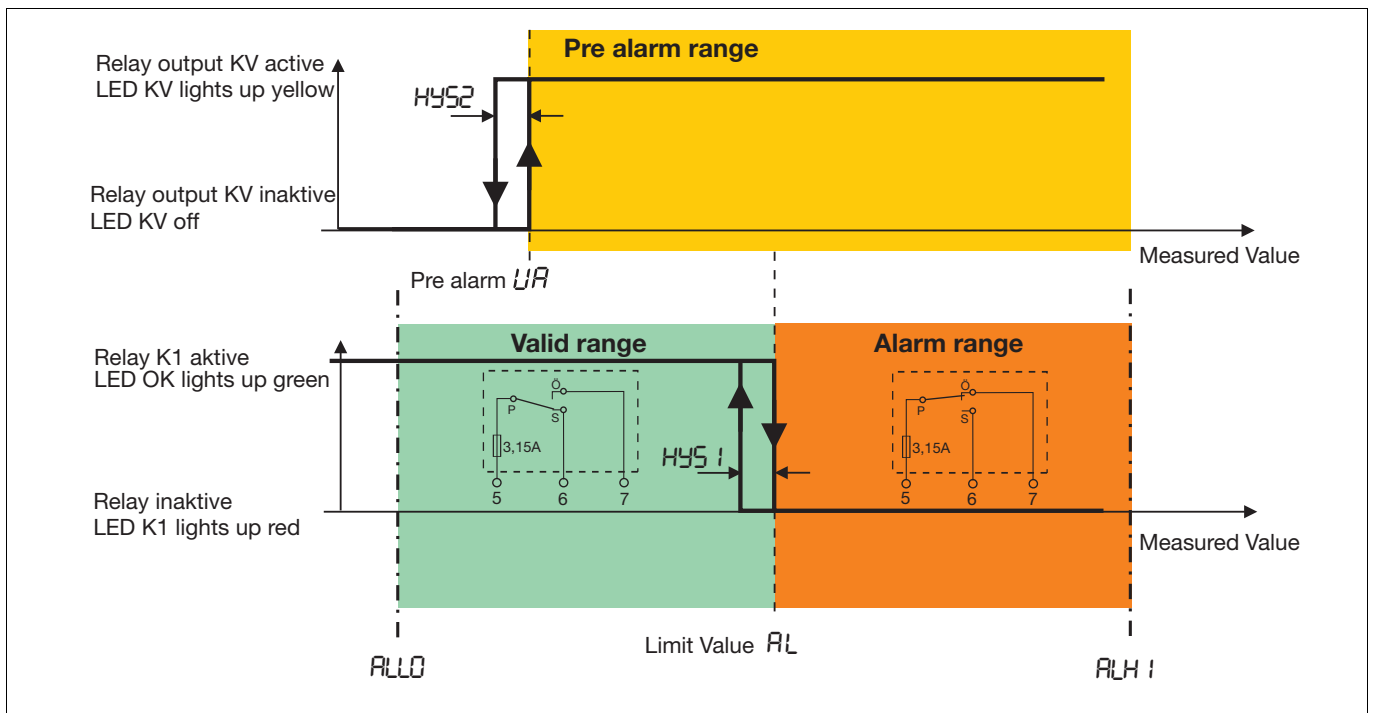 Pre alarm range
Relay output KV active
LED KV lights up yellow
HYS2
Relay output KV inaktive
LED KV off
Measured Value
Pre alarm UA
Valid range
Alarm range
Relay K1 aktive
LED OK lights up green
Ö
P
S
3,15A
5 6 7
Ö
P
S
3,15A
5 6 7
HYS1
Relay inaktive
LED K1 lights up red
Measured Value
Limit Value AL
ALLO
ALHI